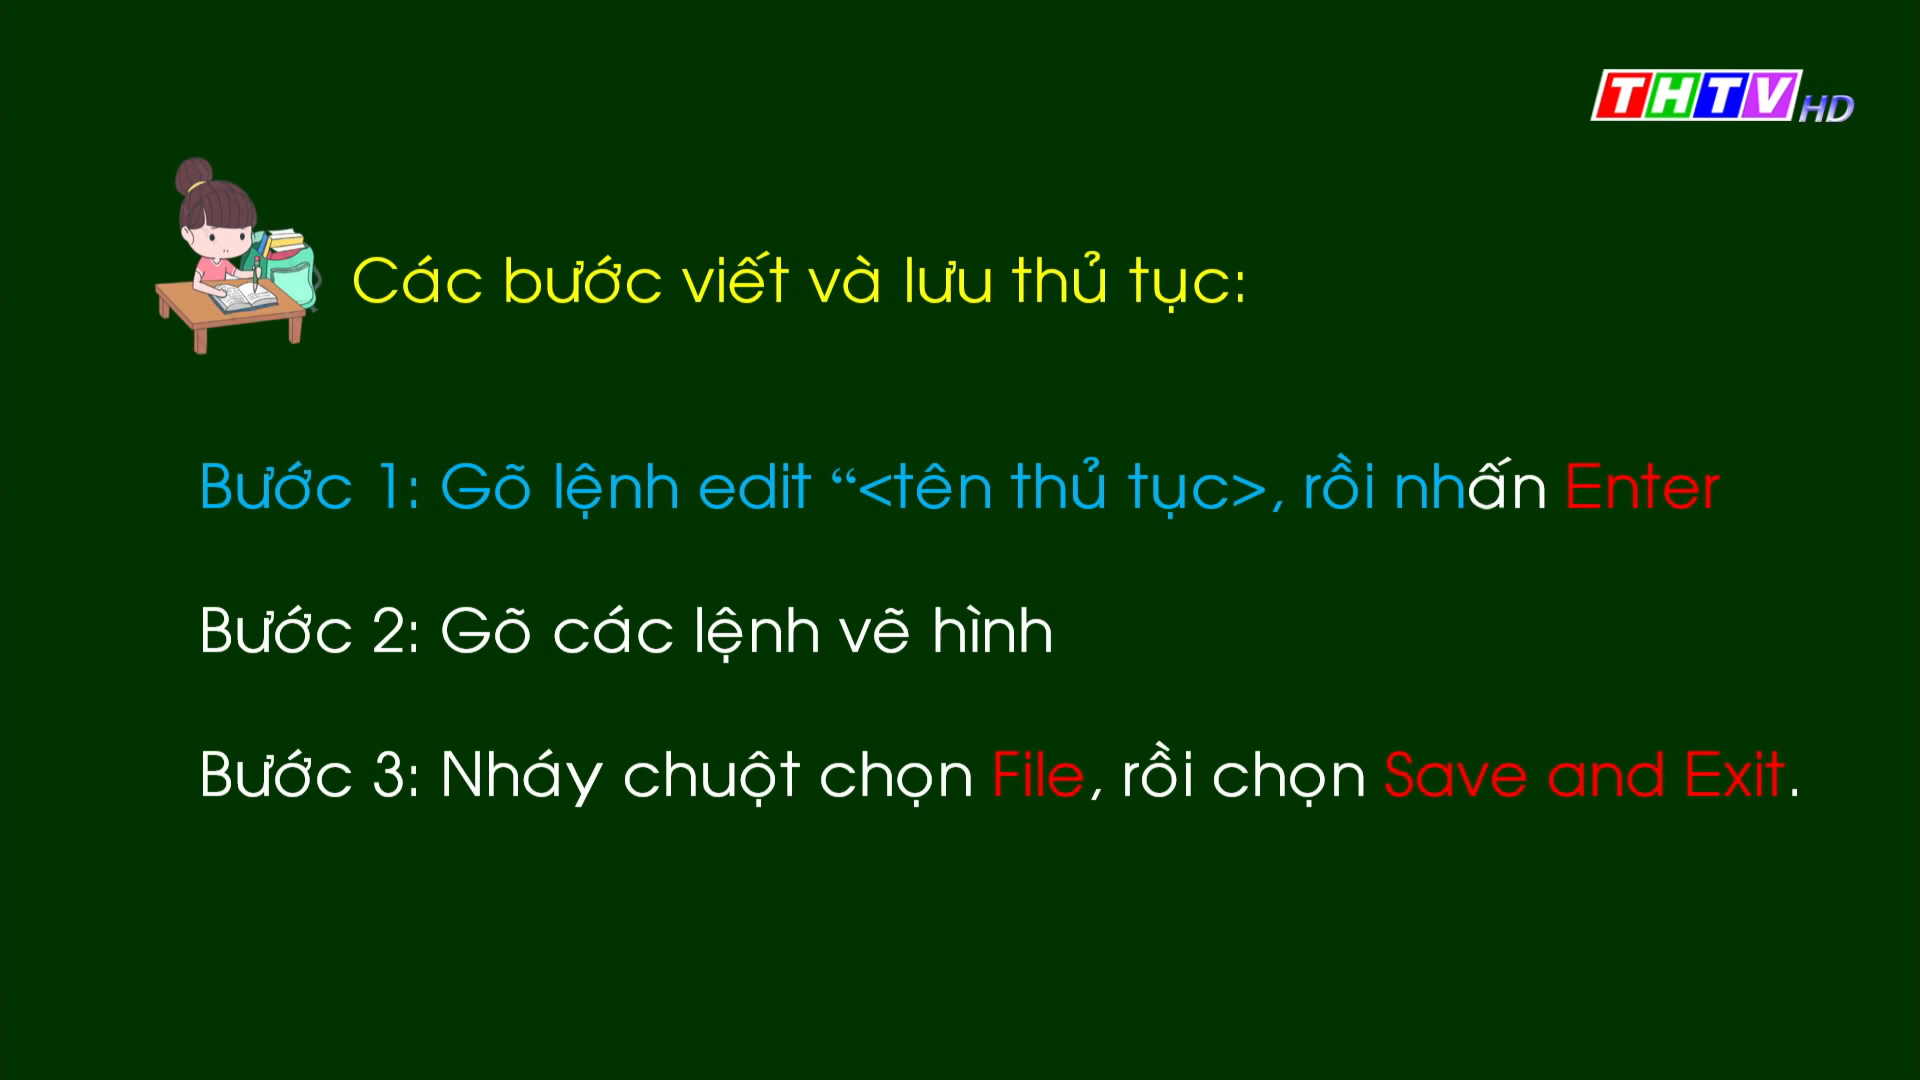 THTV HD
Các bước viết và lưu thủ tục:
Bước 1: Gõ lệnh edit “<tên thủ tục>, rồi nhấn Enter
Bước 2: Gõ các lệnh vẽ hình
Bước 3: Nháy chuột chọn File, rồi chọn Save and Exit.